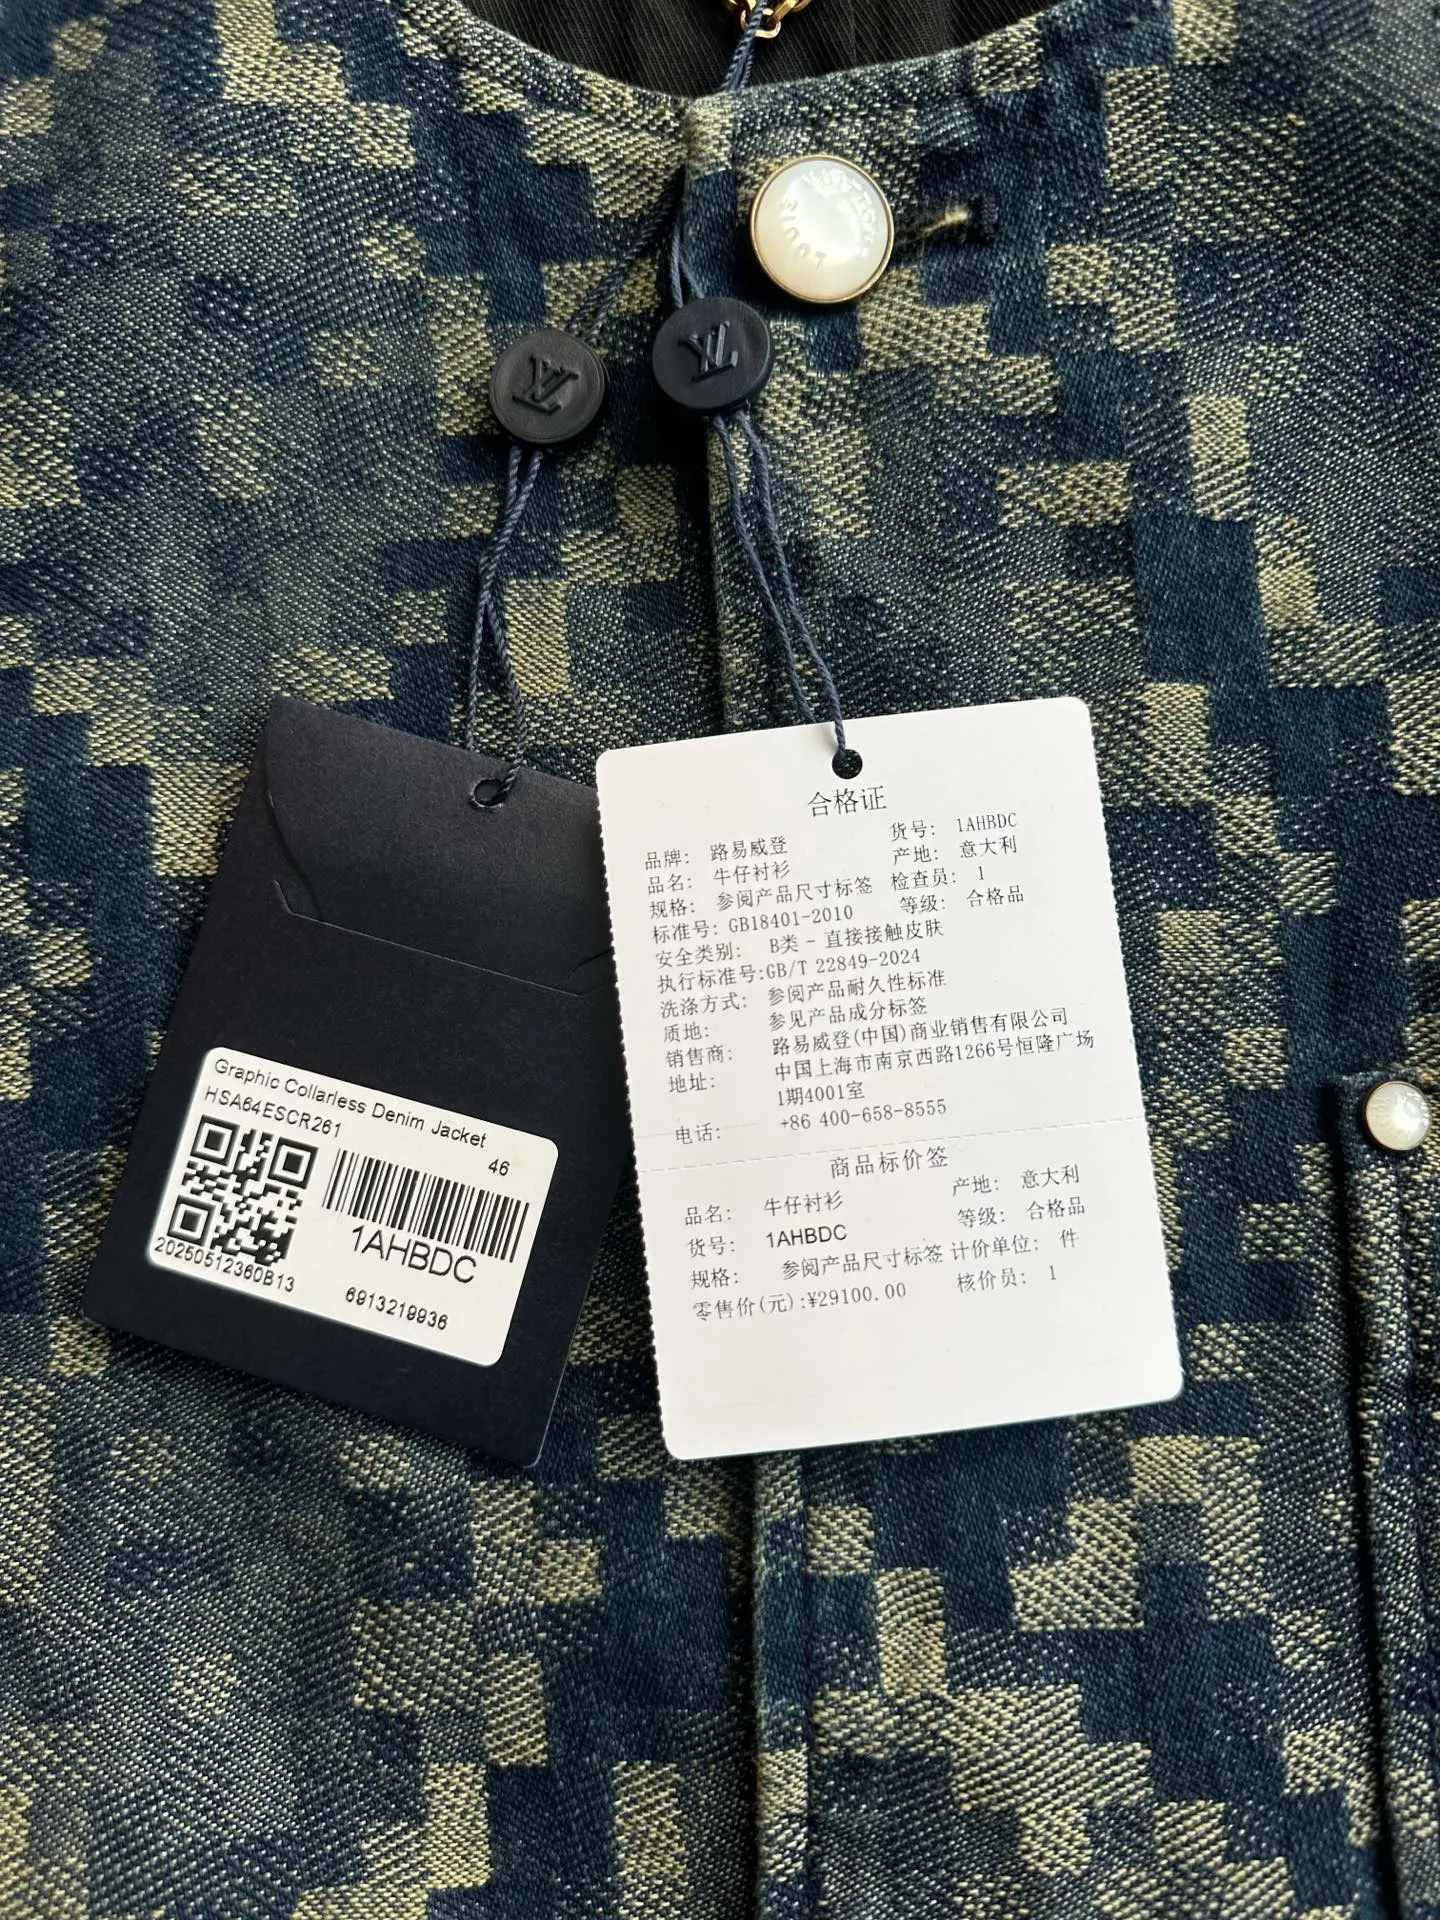 LOUIS VUITTON
LV
LV
Graphic Collarless Denim Jacket
HSA64ESCR261
46
1AHBDC
20250512360B13
6913219936
合格证
品牌: 路易威登 货号: 1AHBDC
品名: 牛仔衬衫 产地: 意大利
规格: 参阅产品尺寸标签 检查员: 1
标准号: GB18401-2010 等级: 合格品
安全类别: B类 - 直接接触皮肤
执行标准号:GB/T 22849-2024
洗涤方式: 参阅产品耐久性标准
质地: 参见产品成分标签
销售商: 路易威登(中国)商业销售有限公司
地址: 中国上海市南京西路1266号恒隆广场
1期4001室
电话: +86 400-658-8555
商品标价签
品名: 牛仔衬衫 产地: 意大利
货号: 1AHBDC 等级: 合格品
规格: 参阅产品尺寸标签 计价单位: 件
零售价(元):¥29100.00 核价员: 1